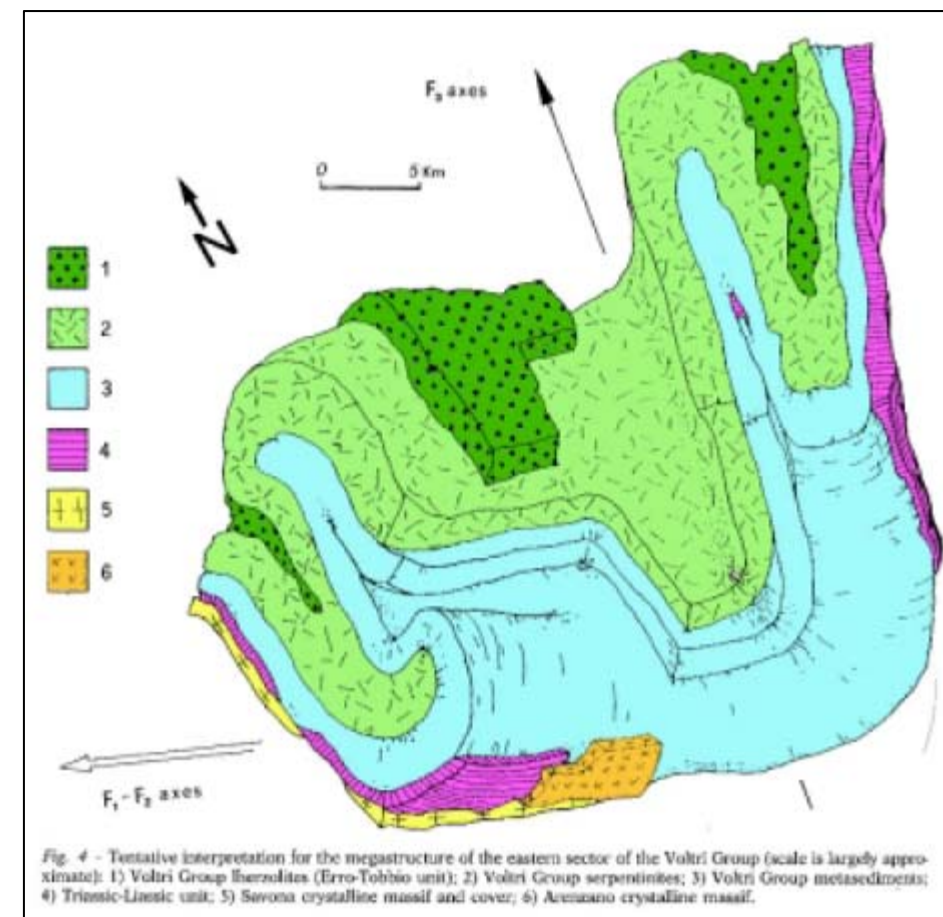 F₃ axes
0 5 Km
N
1
2
3
4
5
6
F₁ - F₂ axes
Fig. 4 - Tentative interpretation for the megastructure of the eastern sector of the Voltri Group (scale is largely appro-
ximate): 1) Voltri Group lherzolites (Erro-Tobbio unit); 2) Voltri Group serpentinites; 3) Voltri Group metasediments;
4) Triassic-Liassic unit; 5) Savona crystalline massif and cover; 6) Arenzano crystalline massif.